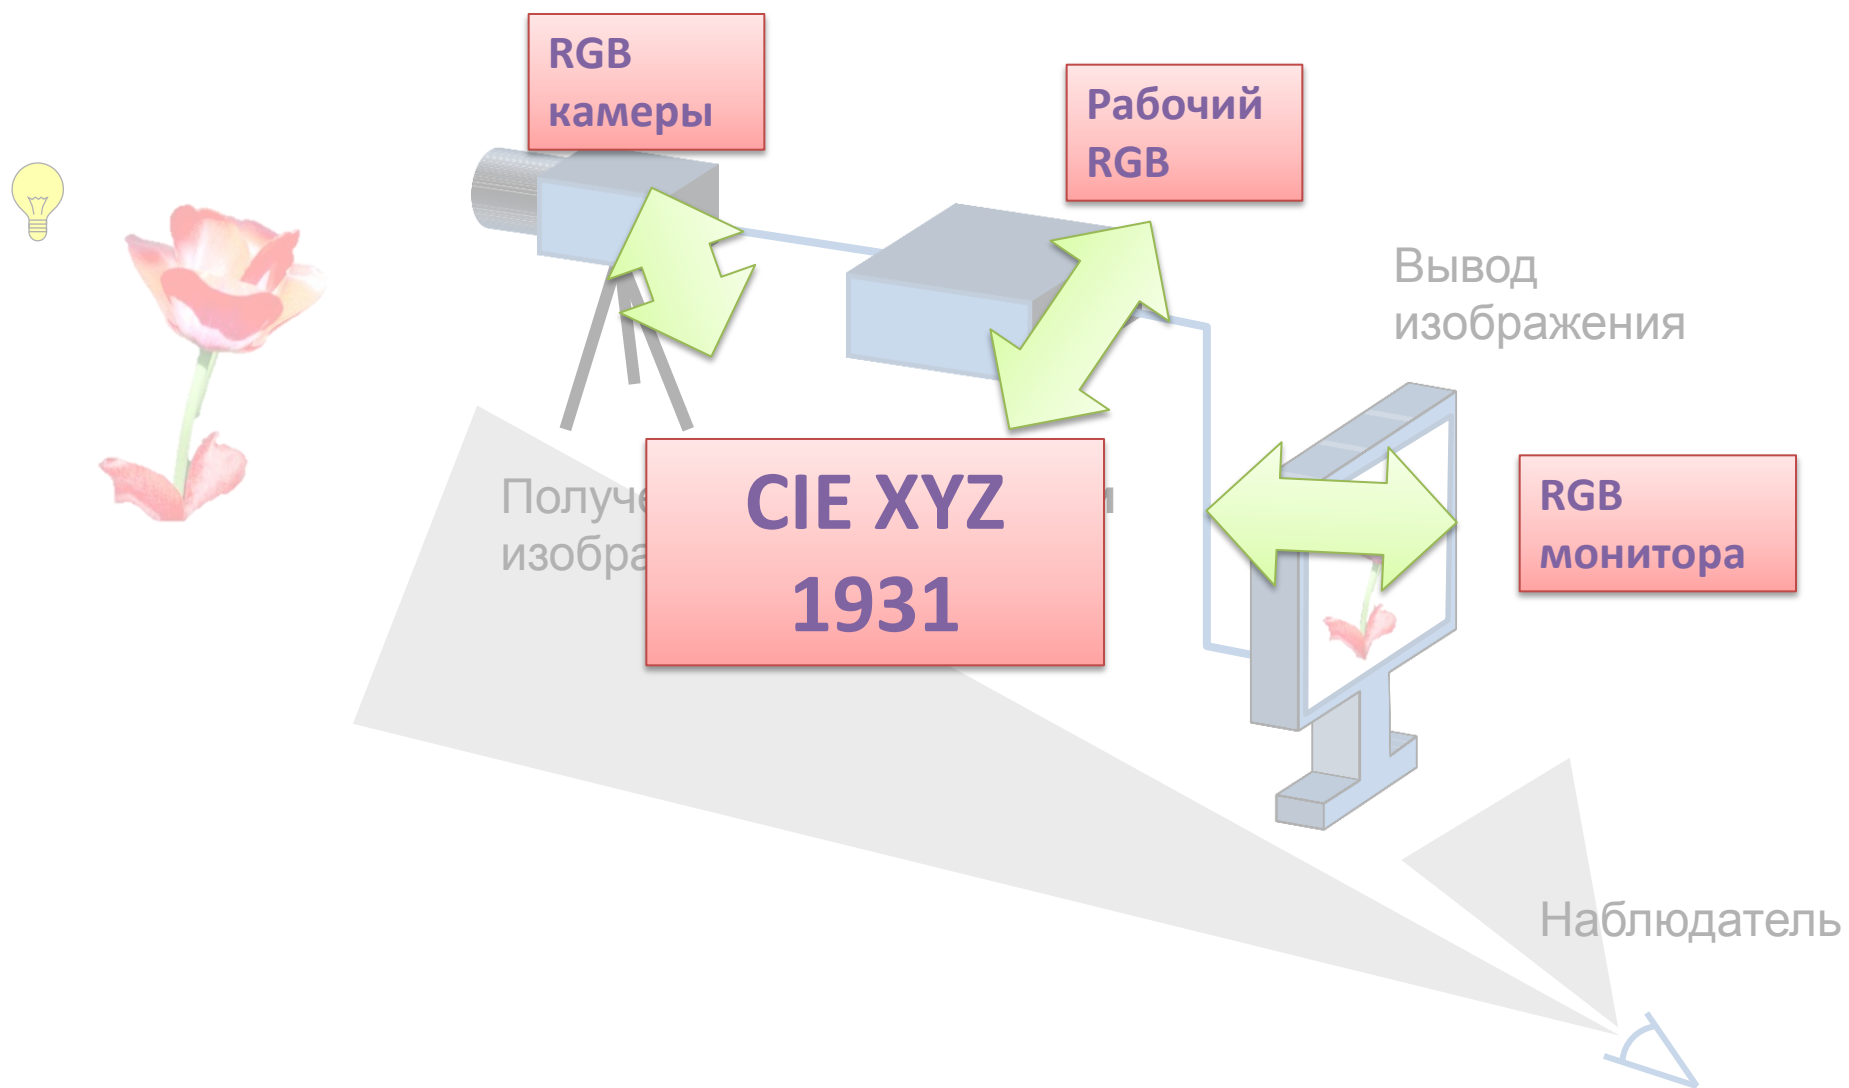 RGB
камеры
Рабочий
RGB
Вывод
изображения
CIE XYZ
1931
RGB
монитора
Наблюдатель